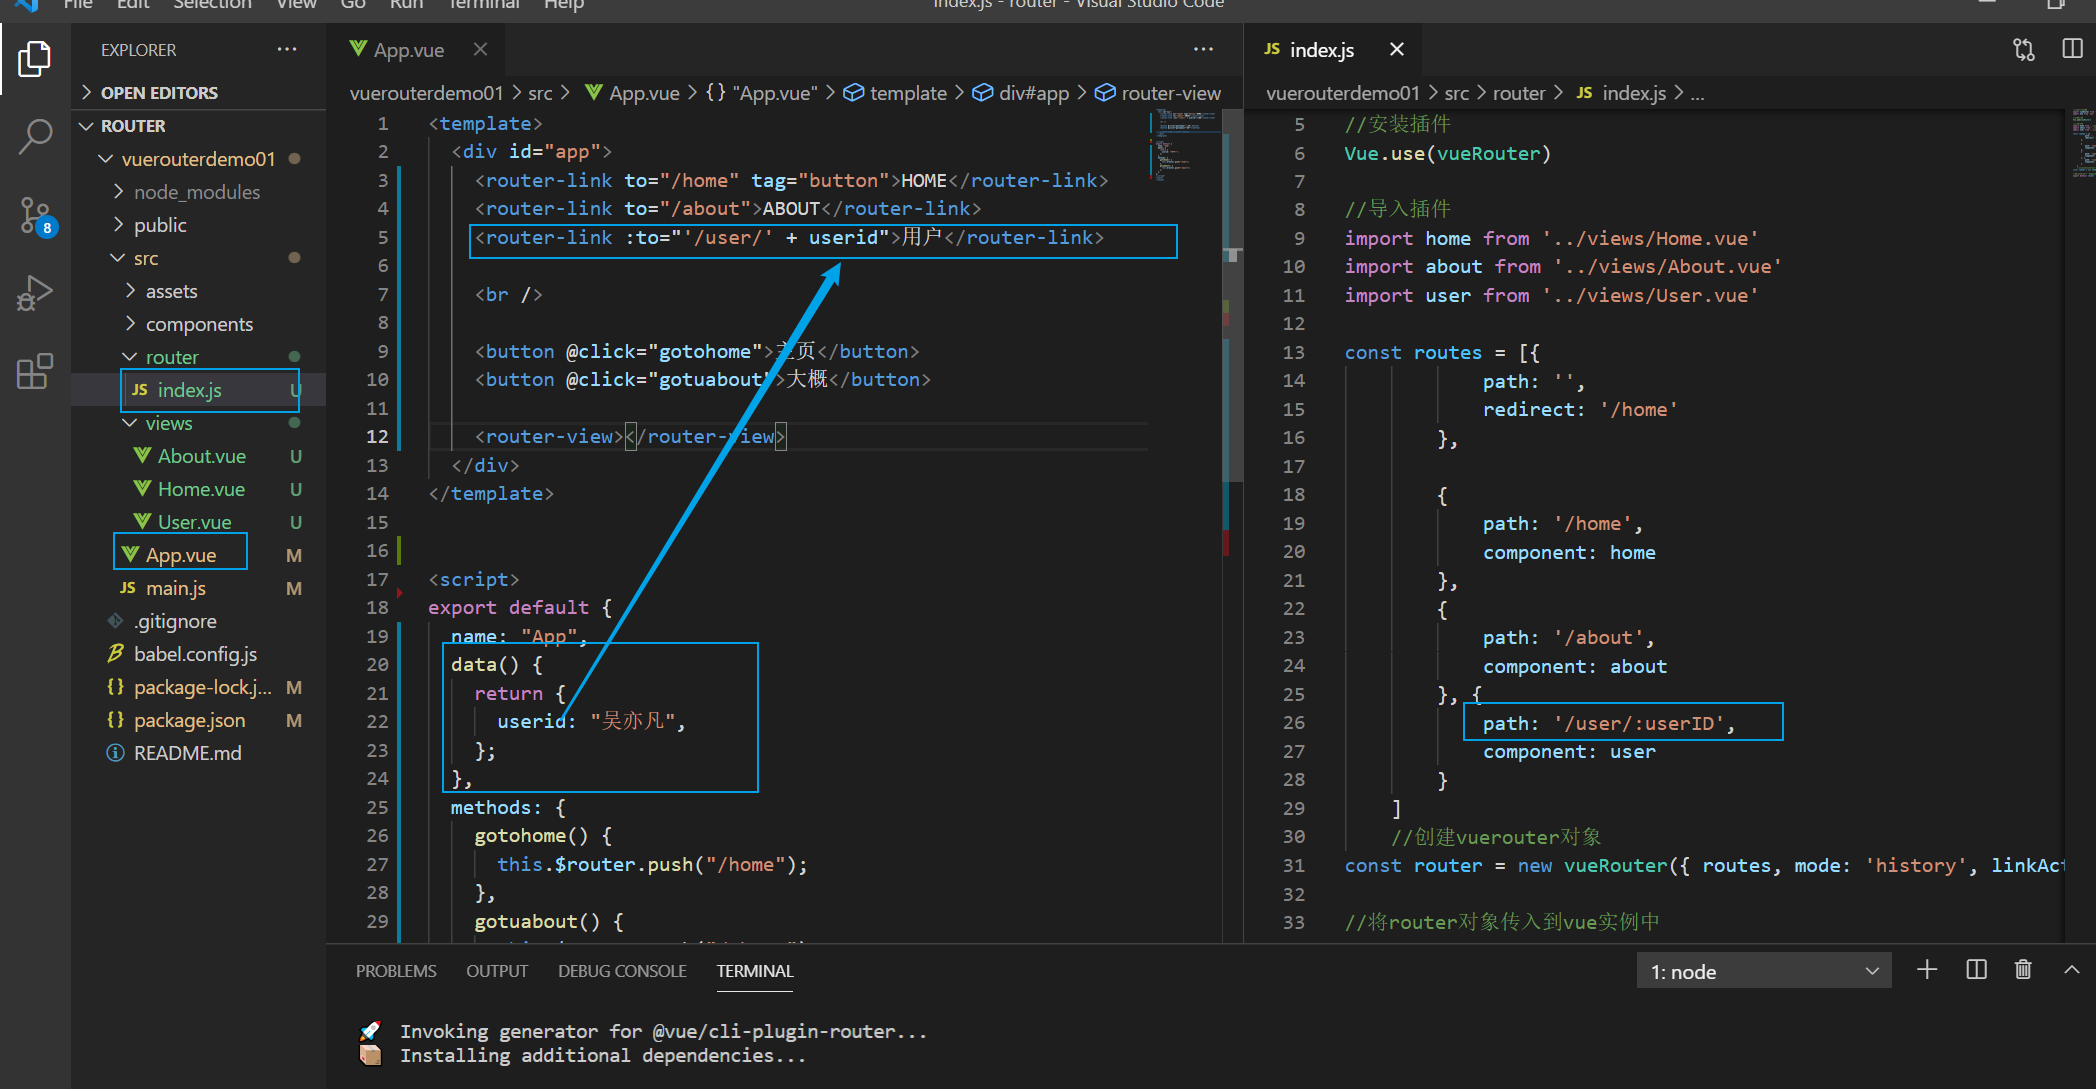 File Edit Selection View Go Run Terminal Help
index.js - router - Visual Studio Code
EXPLORER
OPEN EDITORS
ROUTER
vuerouterdemo01
node_modules
public
src
assets
components
router
JS index.js U
views
About.vue U
Home.vue U
User.vue U
App.vue M
JS main.js M
.gitignore
babel.config.js
{} package-lock.j... M
{} package.json M
README.md
8
App.vue
vuerouterdemo01 > src > App.vue > {} "App.vue" > template > div#app > router-view
1 <template>
2 <div id="app">
3 <router-link to="/home" tag="button">HOME</router-link>
4 <router-link to="/about">ABOUT</router-link>
5 <router-link :to="'/user/' + userid">用户</router-link>
6
7 <br />
8
9 <button @click="gotohome">主页</button>
10 <button @click="gotuabout">大概</button>
11
12 <router-view></router-view>
13 </div>
14 </template>
15
16
17 <script>
18 export default {
19 name: "App",
20 data() {
21 return {
22 userid: "吴亦凡",
23 };
24 },
25 methods: {
26 gotohome() {
27 this.$router.push("/home");
28 },
29 gotuabout() {
JS index.js
vuerouterdemo01 > src > router > JS index.js > ...
5 //安装插件
6 Vue.use(vueRouter)
7
8 //导入插件
9 import home from '../views/Home.vue'
10 import about from '../views/About.vue'
11 import user from '../views/User.vue'
12
13 const routes = [{
14 path: '',
15 redirect: '/home'
16 },
17
18 {
19 path: '/home',
20 component: home
21 },
22 {
23 path: '/about',
24 component: about
25 }, {
26 path: '/user/:userID',
27 component: user
28 }
29 ]
30 //创建vuerouter对象
31 const router = new vueRouter({ routes, mode: 'history', linkAct
32
33 //将router对象传入到vue实例中
PROBLEMS OUTPUT DEBUG CONSOLE TERMINAL
1: node
Invoking generator for @vue/cli-plugin-router...
Installing additional dependencies...